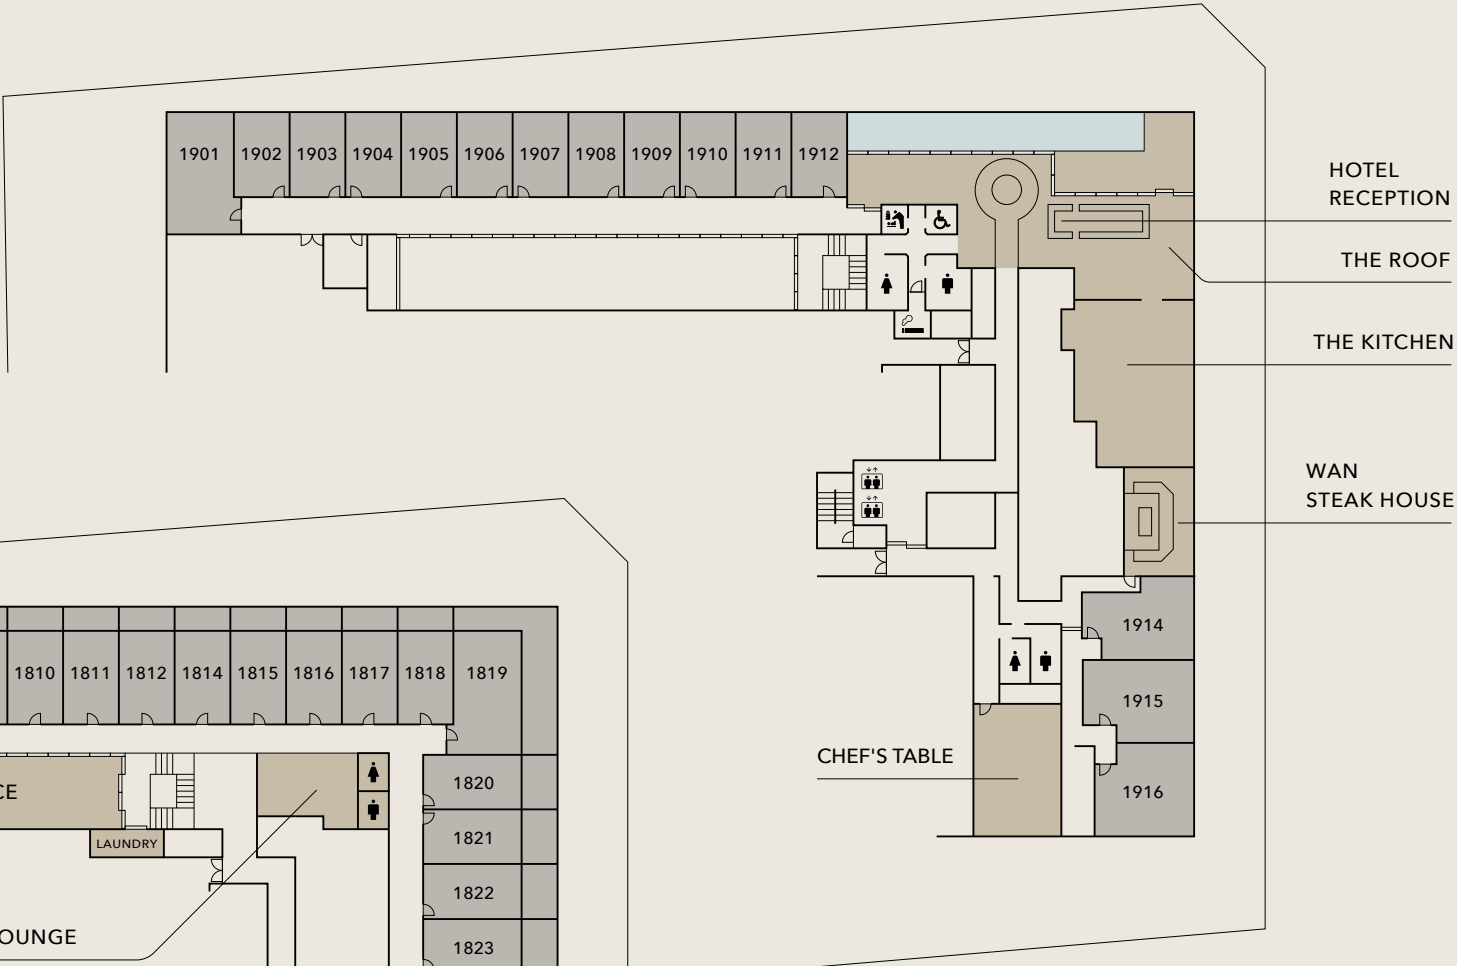 1901 1902 1903 1904 1905 1906 1907 1908 1909 1910 1911 1912
HOTEL
RECEPTION
THE ROOF
THE KITCHEN
WAN
STEAK HOUSE
1914
1915
1916
CHEF'S TABLE
1810 1811 1812 1814 1815 1816 1817 1818 1819
1820
1821
1822
1823
CE
LAUNDRY
OUNGE